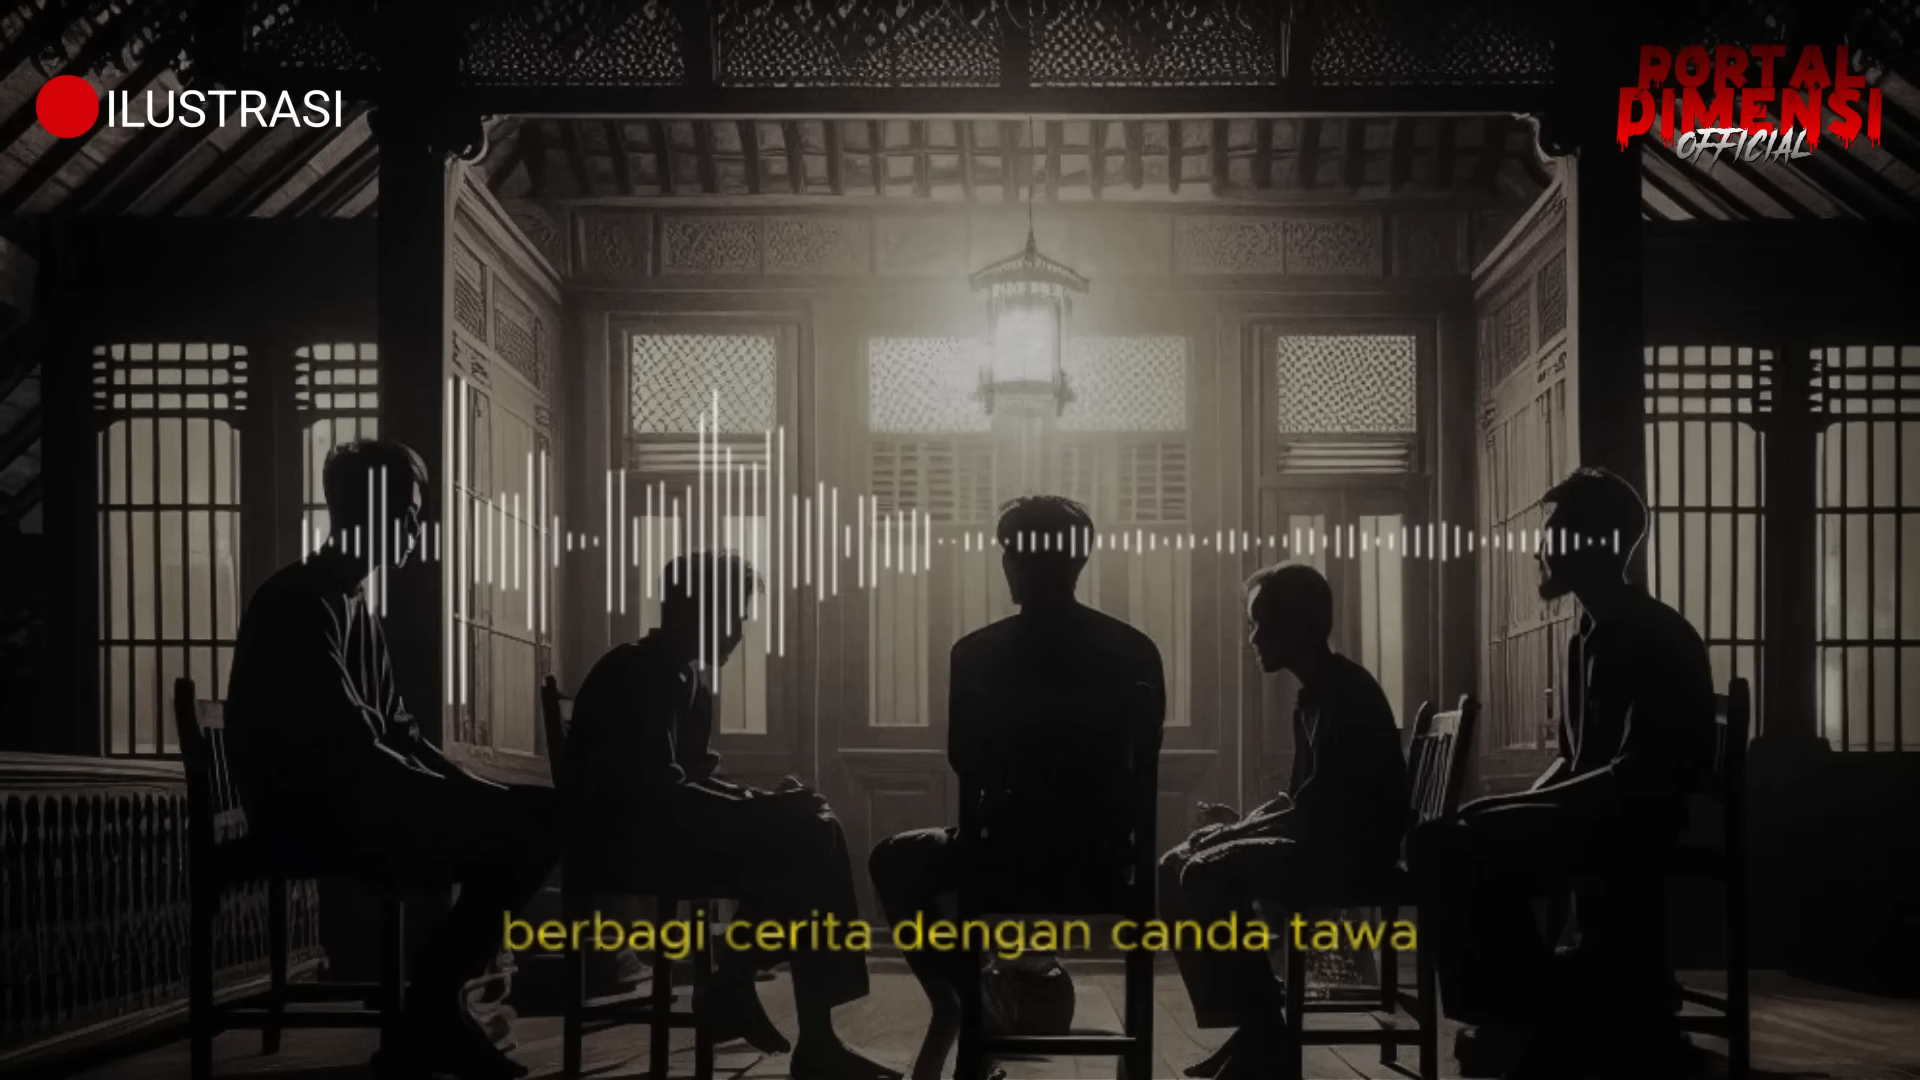 ILUSTRASI
PORTAL
DIMENSI
OFFICIAL
berbagi cerita dengan canda tawa